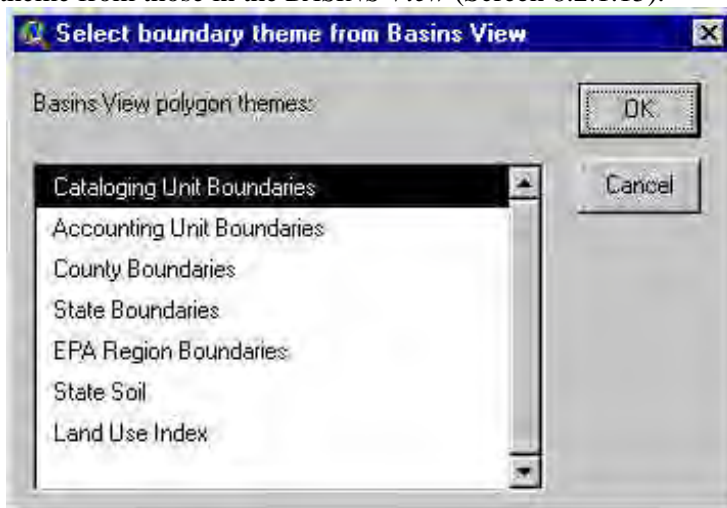 theme from those in the BASINS View (Screen 8.2.1.15).
Select boundary theme from Basins View
Basins View polygon themes:
OK
Cataloging Unit Boundaries
Cancel
Accounting Unit Boundaries
County Boundaries
State Boundaries
EPA Region Boundaries
State Soil
Land Use Index